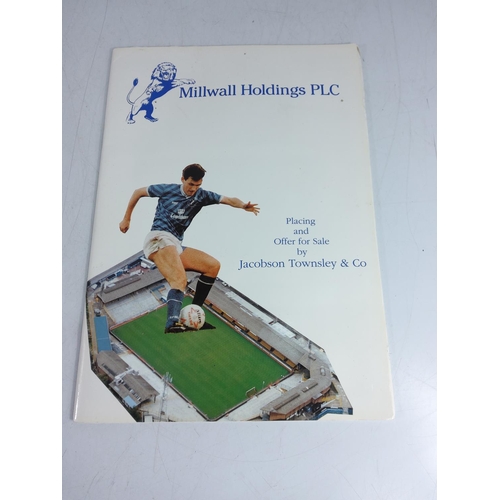 Millwall Holdings PLC
Placing
and
Offer for Sale
by
Jacobson Townsley & Co